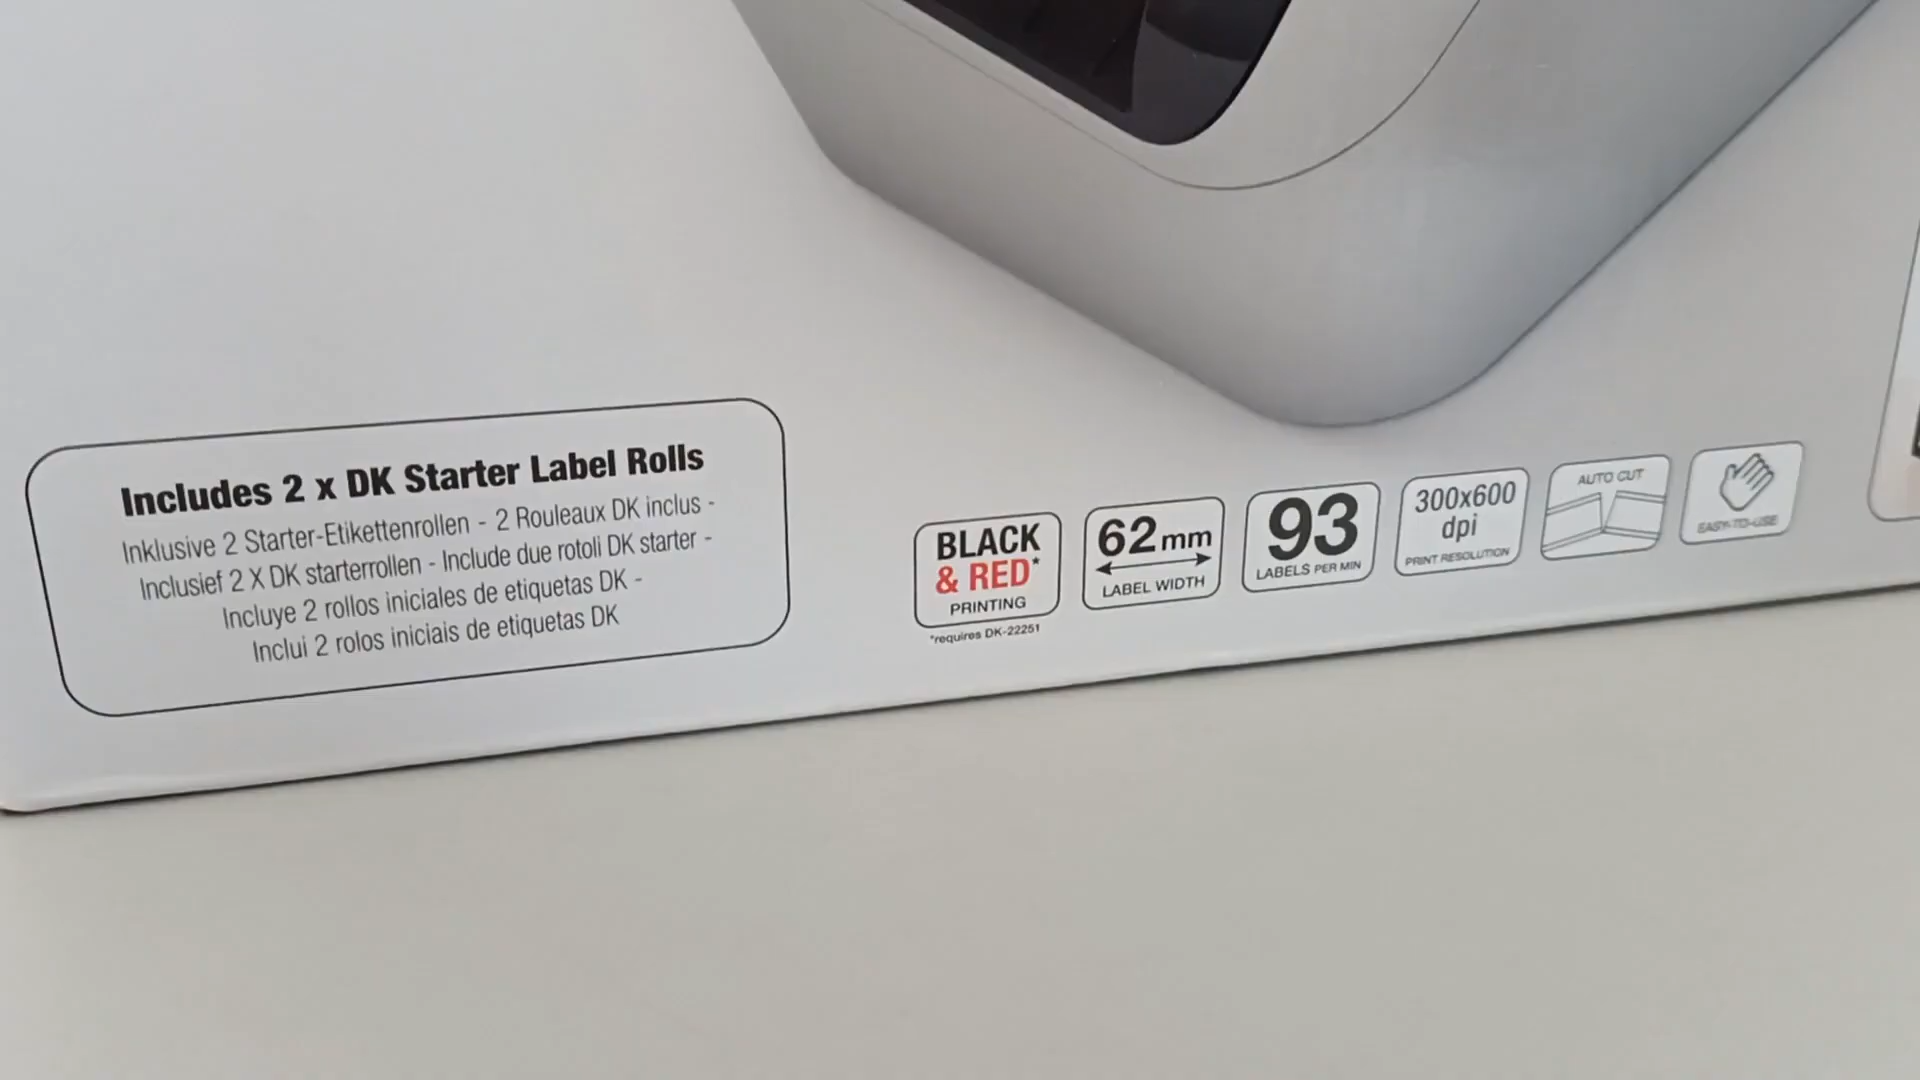 Includes 2 x DK Starter Label Rolls
Inklusive 2 Starter-Etikettenrollen - 2 Rouleaux DK inclus -
Inclusief 2 X DK starterrollen - Include due rotoli DK starter -
Incluye 2 rollos iniciales de etiquetas DK -
Inclui 2 rolos iniciais de etiquetas DK
BLACK
& RED*
PRINTING
*requires DK-22251
62mm
LABEL WIDTH
93
LABELS PER MIN
300x600
dpi
PRINT RESOLUTION
AUTO CUT
EASY-TO-USE